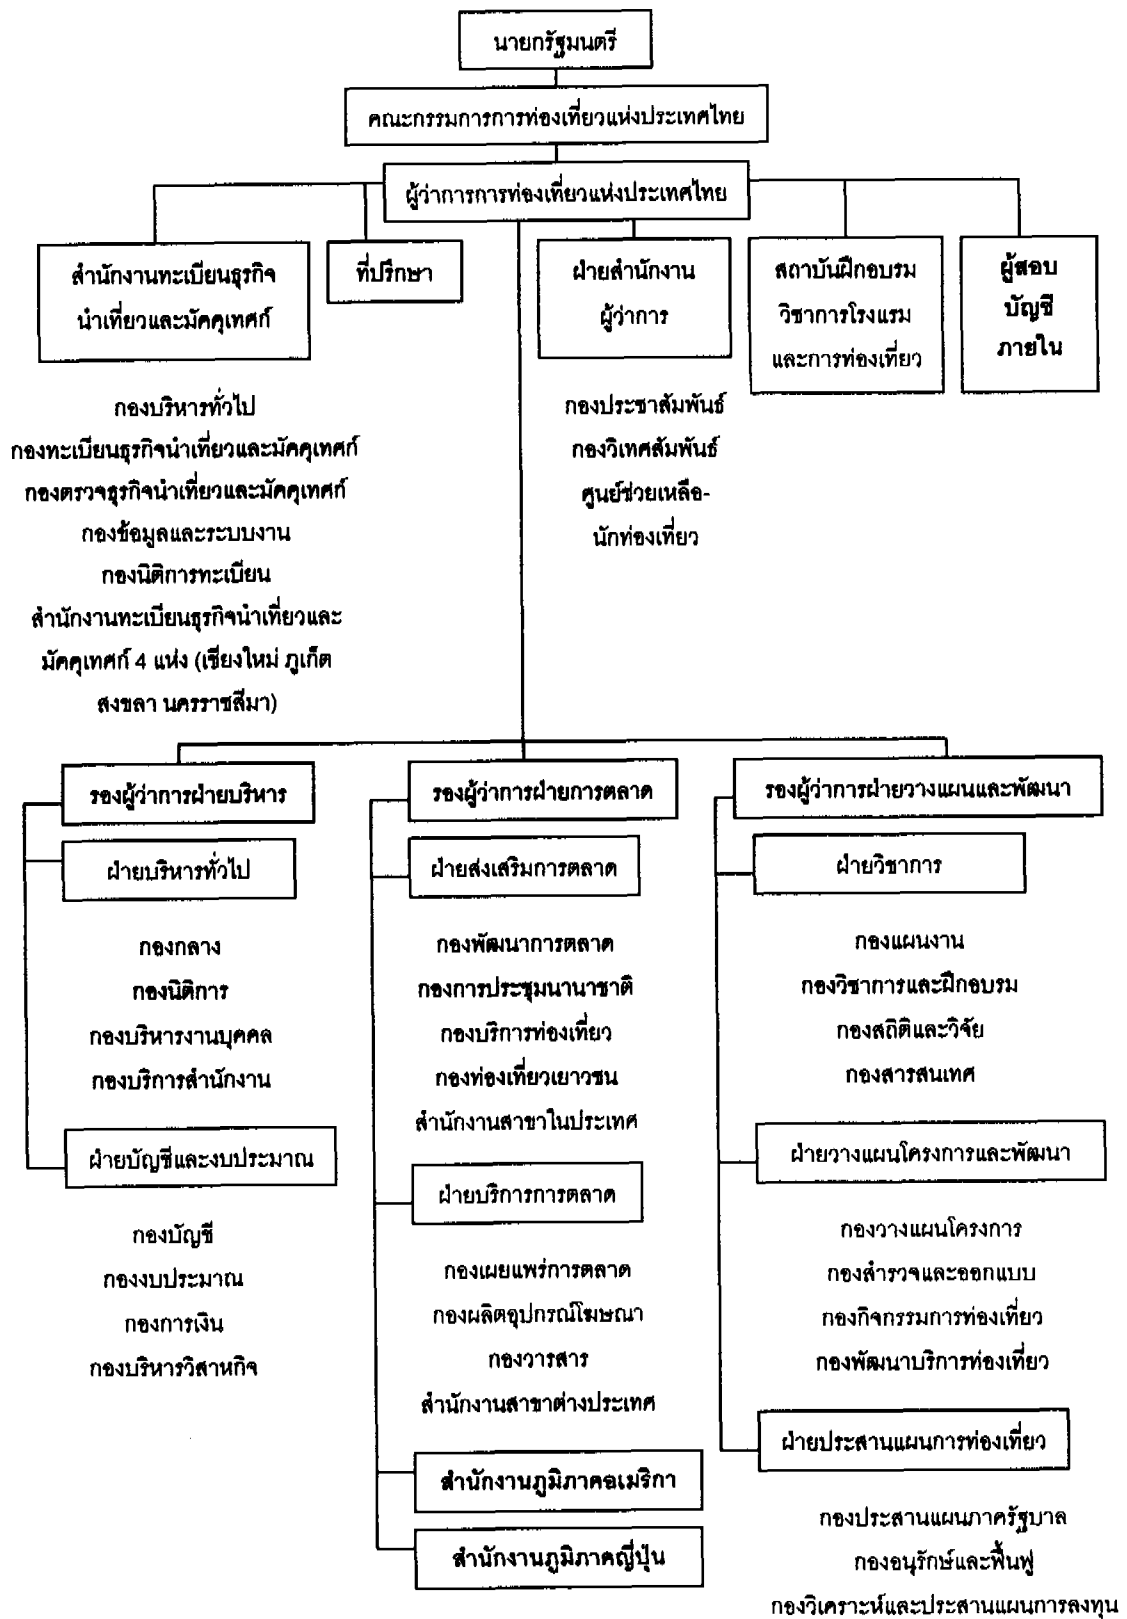 นายกรัฐมนตรี
คณะกรรมการการท่องเที่ยวแห่งประเทศไทย
ผู้ว่าการการท่องเที่ยวแห่งประเทศไทย
สำนักงานทะเบียนธุรกิจ
นำเที่ยวและมัคคุเทศก์
ที่ปรึกษา
ฝ่ายสำนักงาน
ผู้ว่าการ
สถาบันฝึกอบรม
วิชาการโรงแรม
และการท่องเที่ยว
ผู้สอบ
บัญชี
ภายใน
กองบริหารทั่วไป
กองทะเบียนธุรกิจนำเที่ยวและมัคคุเทศก์
กองตรวจธุรกิจนำเที่ยวและมัคคุเทศก์
กองข้อมูลและระบบงาน
กองนิติการทะเบียน
สำนักงานทะเบียนธุรกิจนำเที่ยวและ
มัคคุเทศก์ 4 แห่ง (เชียงใหม่ ภูเก็ต
สงขลา นครราชสีมา)
กองประชาสัมพันธ์
กองวิเทศสัมพันธ์
ศูนย์ช่วยเหลือ-
นักท่องเที่ยว
รองผู้ว่าการฝ่ายบริหาร
ฝ่ายบริหารทั่วไป
กองกลาง
กองนิติการ
กองบริหารงานบุคคล
กองบริการสำนักงาน
ฝ่ายบัญชีและงบประมาณ
กองบัญชี
กองงบประมาณ
กองการเงิน
กองบริหารวิสาหกิจ
รองผู้ว่าการฝ่ายการตลาด
ฝ่ายส่งเสริมการตลาด
กองพัฒนาการตลาด
กองการประชุมนานาชาติ
กองบริการท่องเที่ยว
กองท่องเที่ยวเยาวชน
สำนักงานสาขาในประเทศ
ฝ่ายบริการการตลาด
กองเผยแพร่การตลาด
กองผลิตอุปกรณ์โฆษณา
กองวารสาร
สำนักงานสาขาต่างประเทศ
สำนักงานภูมิภาคอเมริกา
สำนักงานภูมิภาคญี่ปุ่น
รองผู้ว่าการฝ่ายวางแผนและพัฒนา
ฝ่ายวิชาการ
กองแผนงาน
กองวิชาการและฝึกอบรม
กองสถิติและวิจัย
กองสารสนเทศ
ฝ่ายวางแผนโครงการและพัฒนา
กองวางแผนโครงการ
กองสำรวจและออกแบบ
กองกิจกรรมการท่องเที่ยว
กองพัฒนาบริการท่องเที่ยว
ฝ่ายประสานแผนการท่องเที่ยว
กองประสานแผนภาครัฐบาล
กองอนุรักษ์และฟื้นฟู
กองวิเคราะห์และประสานแผนการลงทุน